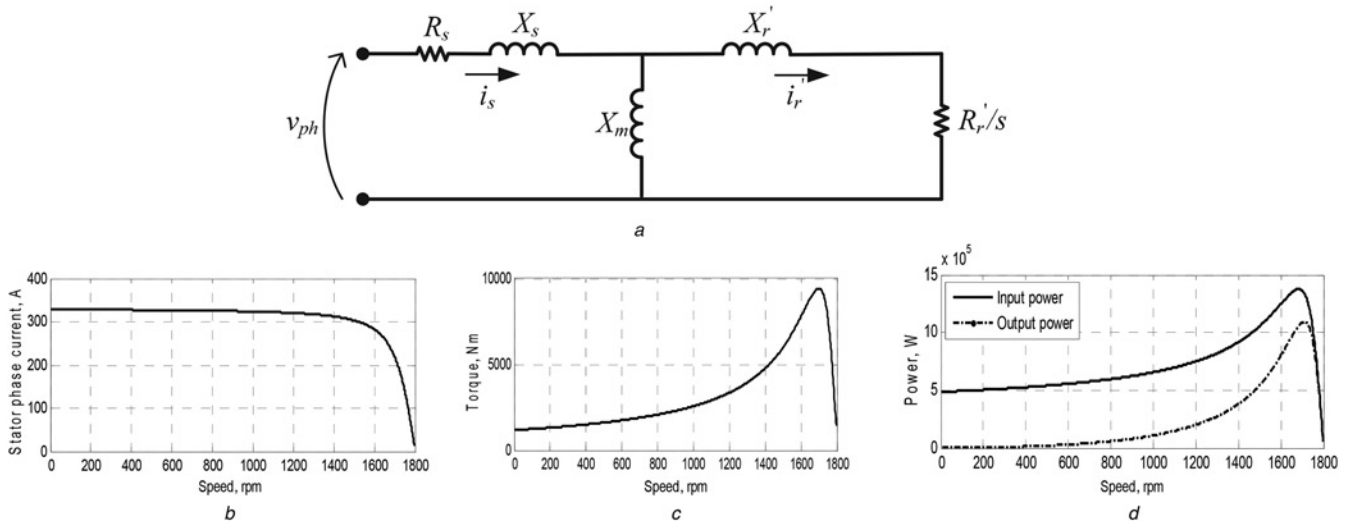 R_s
X_s
X_r'
i_s
i_r'
v_ph
X_m
R_r'/s
a
Stator phase current, A
400
300
200
100
0
0 200 400 600 800 1000 1200 1400 1600 1800
Speed, rpm
b
Torque, Nm
10000
5000
0
0 200 400 600 800 1000 1200 1400 1600 1800
Speed, rpm
c
x 10^5
Power, W
15
10
5
0
Input power
Output power
0 200 400 600 800 1000 1200 1400 1600 1800
Speed, rpm
d